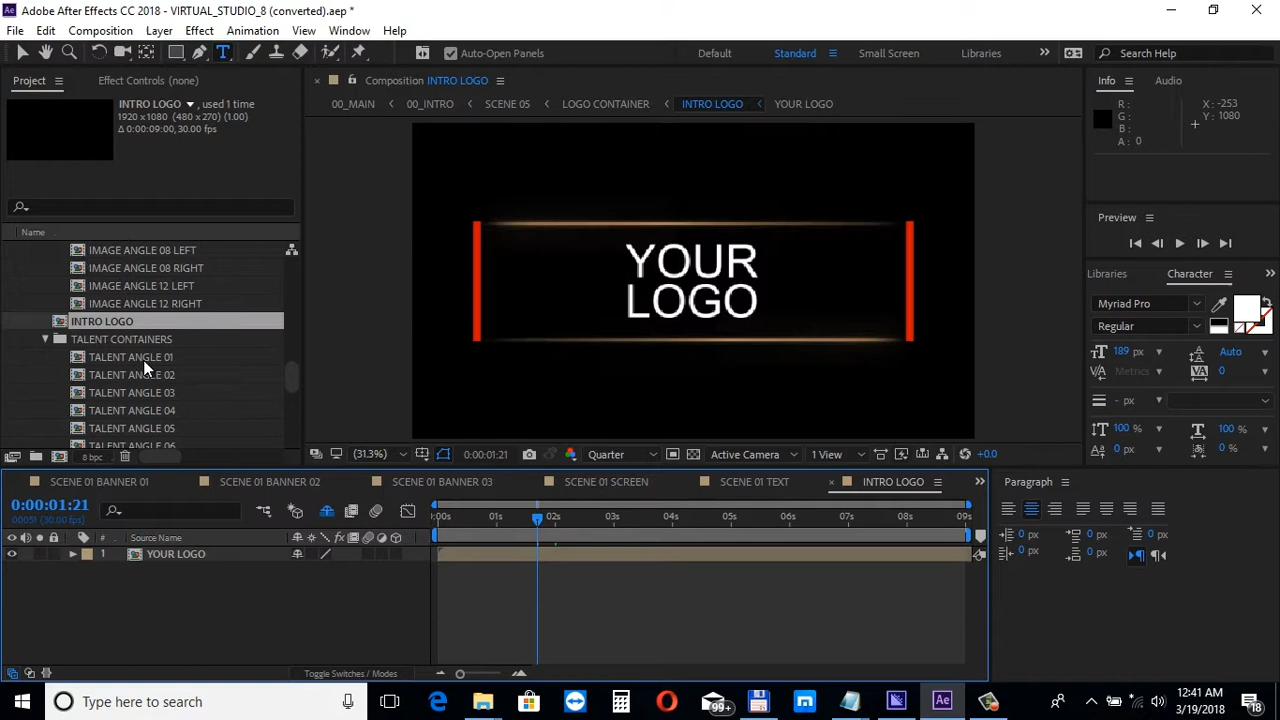 Adobe After Effects CC 2018 - VIRTUAL_STUDIO_8 (converted).aep *
File Edit Composition Layer Effect Animation View Window Help
Auto-Open Panels Default Standard Small Screen Libraries Search Help
Project Effect Controls (none) Composition INTRO LOGO Info Audio
INTRO LOGO , used 1 time
1920 x 1080 (480 x 270) (1.00)
Δ 0:00:09:00, 30.00 fps
00_MAIN 00_INTRO SCENE 05 LOGO CONTAINER INTRO LOGO YOUR LOGO
R :
G :
B :
A : 0
X : -253
Y : 1080
YOUR
LOGO
Name
IMAGE ANGLE 08 LEFT
IMAGE ANGLE 08 RIGHT
IMAGE ANGLE 12 LEFT
IMAGE ANGLE 12 RIGHT
INTRO LOGO
TALENT CONTAINERS
TALENT ANGLE 01
TALENT ANGLE 02
TALENT ANGLE 03
TALENT ANGLE 04
TALENT ANGLE 05
TALENT ANGLE 06
8 bpc
(31.3%) 0:00:01:21 Quarter Active Camera 1 View +0.0
Preview
Libraries Character
Myriad Pro
Regular
189 px Auto
Metrics 0
- px
100 % 100 %
0 px 0 %
SCENE 01 BANNER 01 SCENE 01 BANNER 02 SCENE 01 BANNER 03 SCENE 01 SCREEN SCENE 01 TEXT INTRO LOGO
0:00:01:21
00051 (30.00 fps)
:00s 01s 02s 03s 04s 05s 06s 07s 08s 09s
# Source Name
1 YOUR LOGO
Toggle Switches / Modes
Paragraph
0 px 0 px 0 px
0 px 0 px
Type here to search
99+
12:41 AM
3/19/2018
18